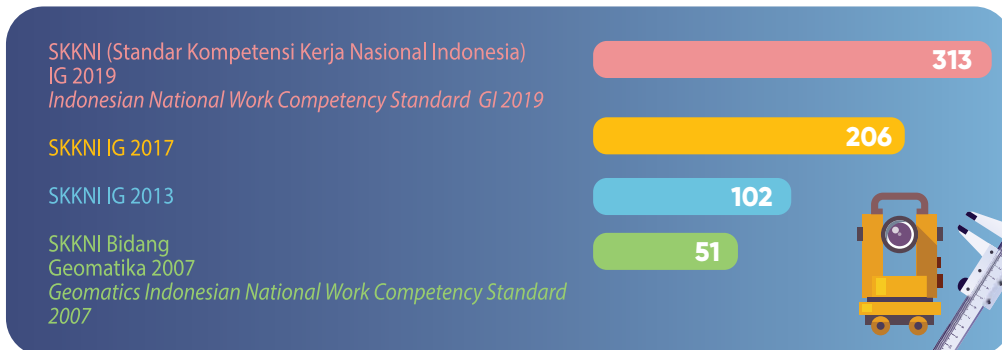 SKKNI (Standar Kompetensi Kerja Nasional Indonesia)
IG 2019
Indonesian National Work Competency Standard GI 2019
313
SKKNI IG 2017
206
SKKNI IG 2013
102
SKKNI Bidang
Geomatika 2007
Geomatics Indonesian National Work Competency Standard
2007
51